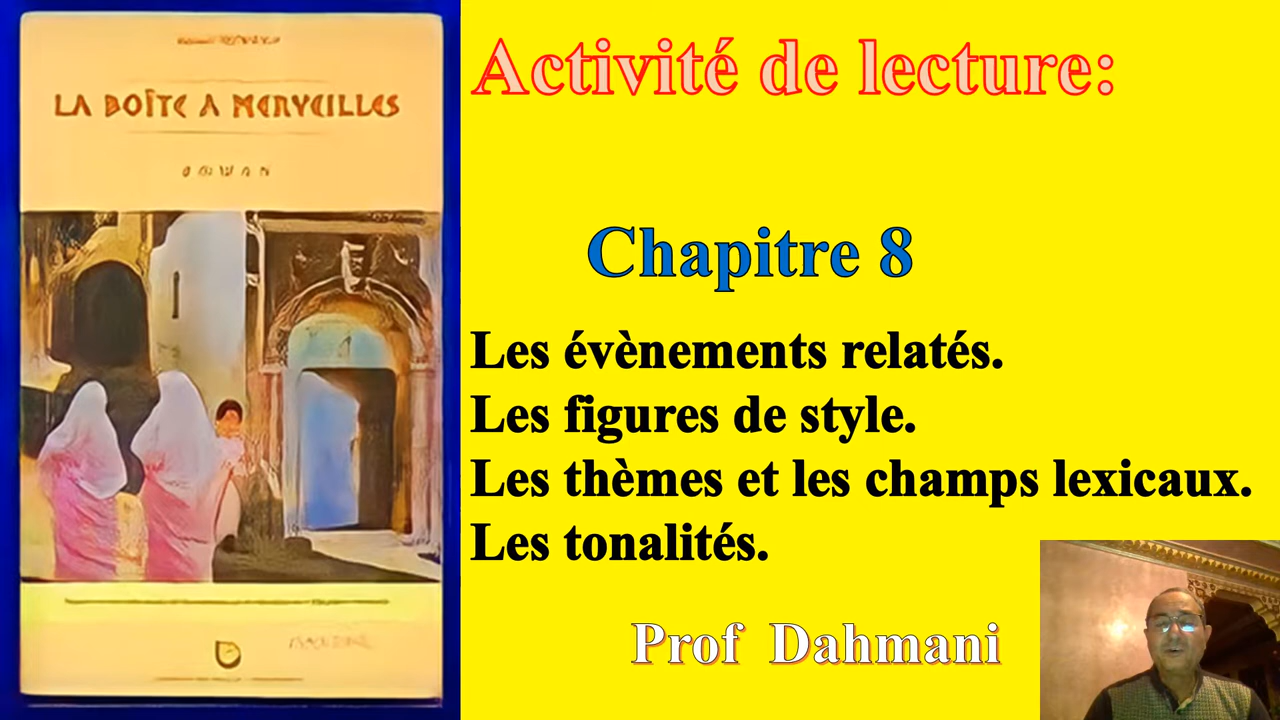 LA BOÎTE A MERVEILLES
ROMAN
Activité de lecture:
Chapitre 8
Les évènements relatés.
Les figures de style.
Les thèmes et les champs lexicaux.
Les tonalités.
Prof Dahmani